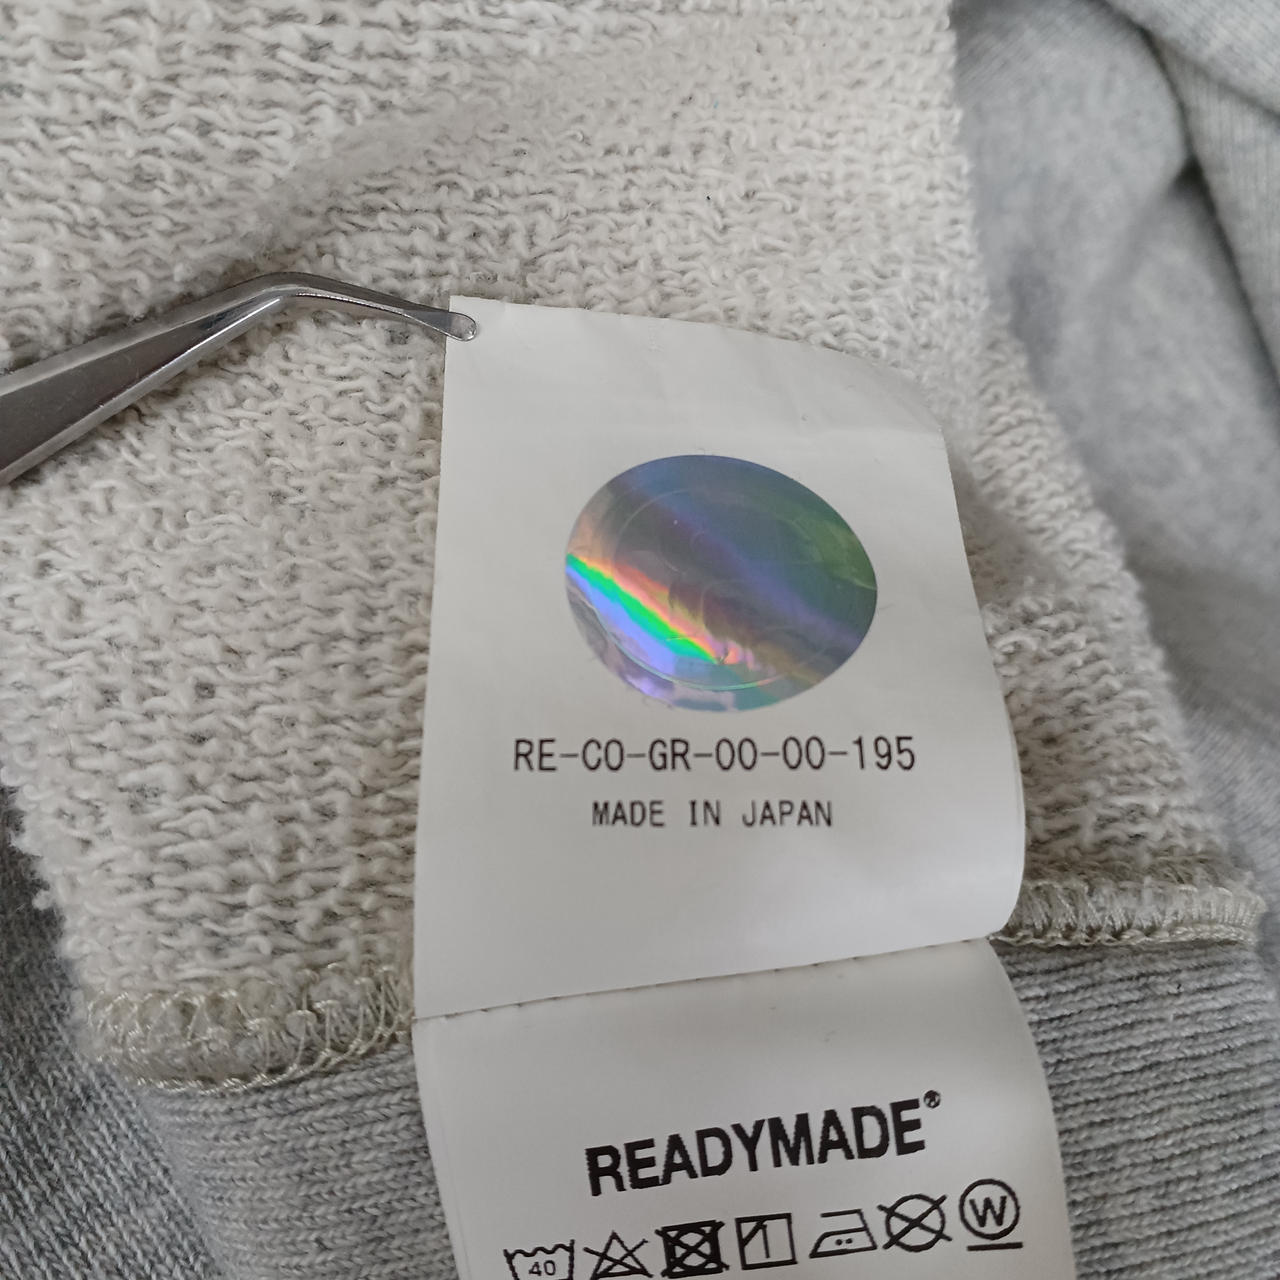 RE-CO-GR-00-00-195
MADE IN JAPAN
READYMADE®
40 W